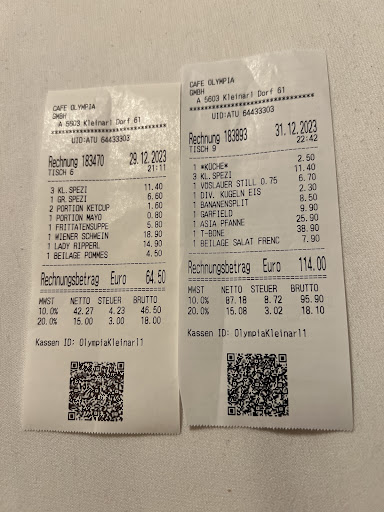 CAFE OLYMPIA
GMBH
A 5603 Kleinarl Dorf 61
UID:ATU 64433303
Rechnung 183470 29.12.2023
TISCH 6 21:11
3 KL.SPEZI 11.40
1 GR.SPEZI 6.60
2 PORTION KETCUP 1.60
1 PORTION MAYO 0.80
1 FRITTATENSUPPE 5.80
1 WIENER SCHWEIN 18.90
1 LADY RIPPERL 14.90
1 BEILAGE POMMES 4.50
Rechnungsbetrag Euro 64.50
MWST NETTO STEUER BRUTTO
10.0% 42.27 4.23 46.50
20.0% 15.00 3.00 18.00
Kassen ID: OlympiaKleinarl1
CAFE OLYMPIA
GMBH
A 5603 Kleinarl Dorf 61
UID:ATU 64433303
Rechnung 183893 31.12.2023
TISCH 9 22:42
1 *KÜCHE* 2.50
3 KL.SPEZI 11.40
1 VÖSLAUER STILL 0.75 6.70
1 DIV. KUGELN EIS 2.30
1 BANANENSPLIT 8.50
1 GARFIELD 9.90
1 ASIA PFANNE 25.90
1 T-BONE 38.90
1 BEILAGE SALAT FRENC 7.90
Rechnungsbetrag Euro 114.00
MWST NETTO STEUER BRUTTO
10.0% 87.18 8.72 95.90
20.0% 15.08 3.02 18.10
Kassen ID: OlympiaKleinarl1